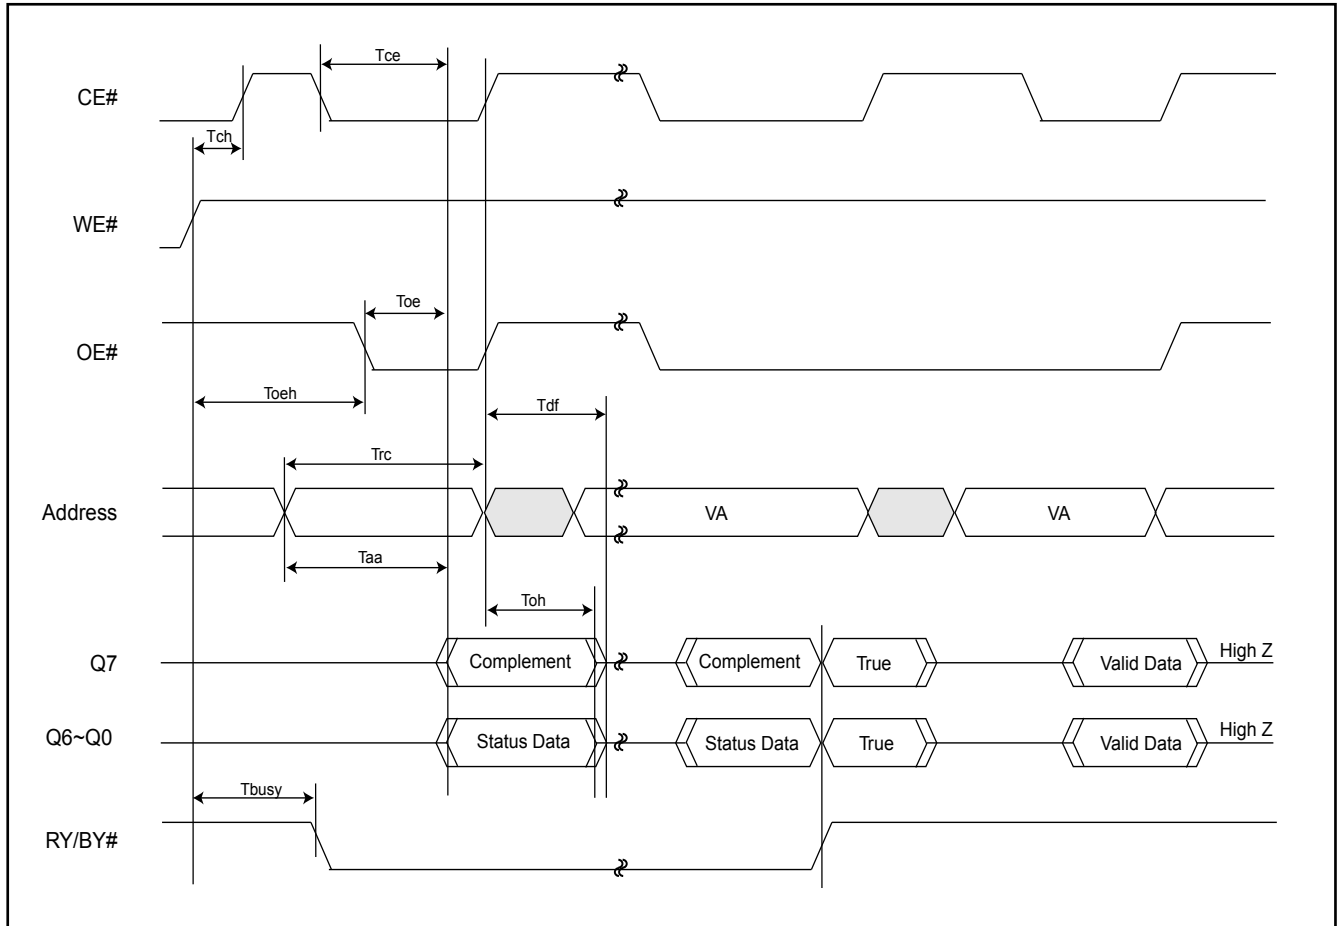 Tce
CE#
Tch
WE#
Toe
OE#
Toeh
Tdf
Trc
Address
VA
VA
Taa
Toh
Q7
Complement
Complement
True
Valid Data
High Z
Q6~Q0
Status Data
Status Data
True
Valid Data
High Z
Tbusy
RY/BY#